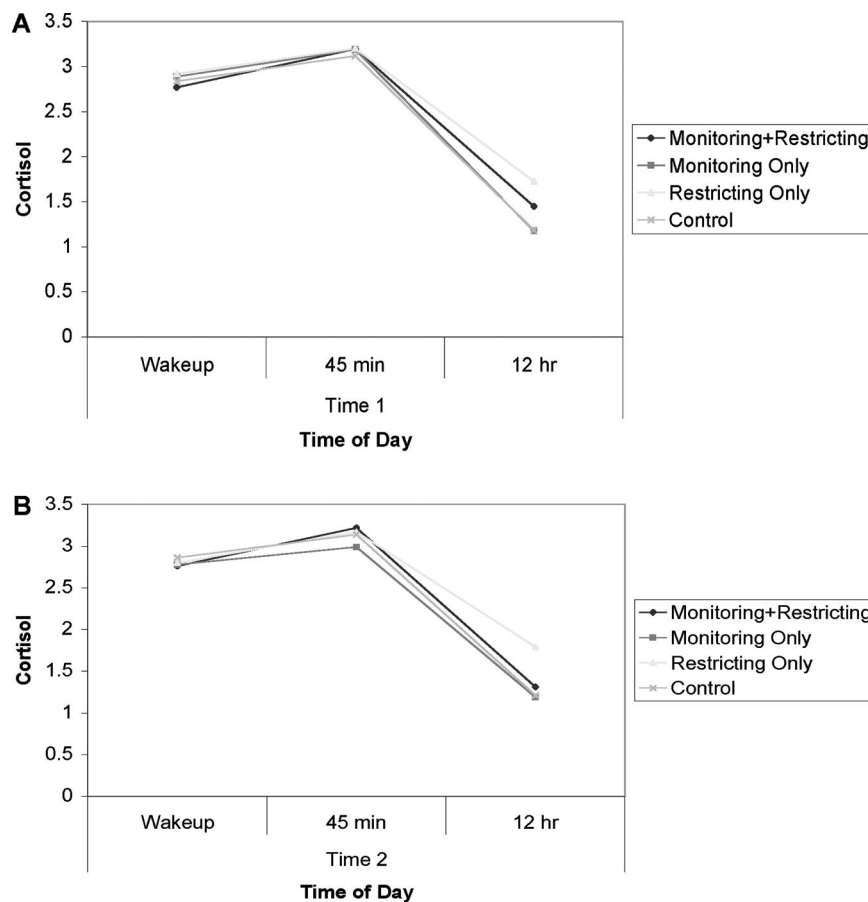 A
3.5
3
2.5
2
1.5
1
0.5
0
Cortisol
Wakeup 45 min 12 hr
Time 1
Time of Day
Monitoring+Restricting
Monitoring Only
Restricting Only
Control
B
3.5
3
2.5
2
1.5
1
0.5
0
Cortisol
Wakeup 45 min 12 hr
Time 2
Time of Day
Monitoring+Restricting
Monitoring Only
Restricting Only
Control